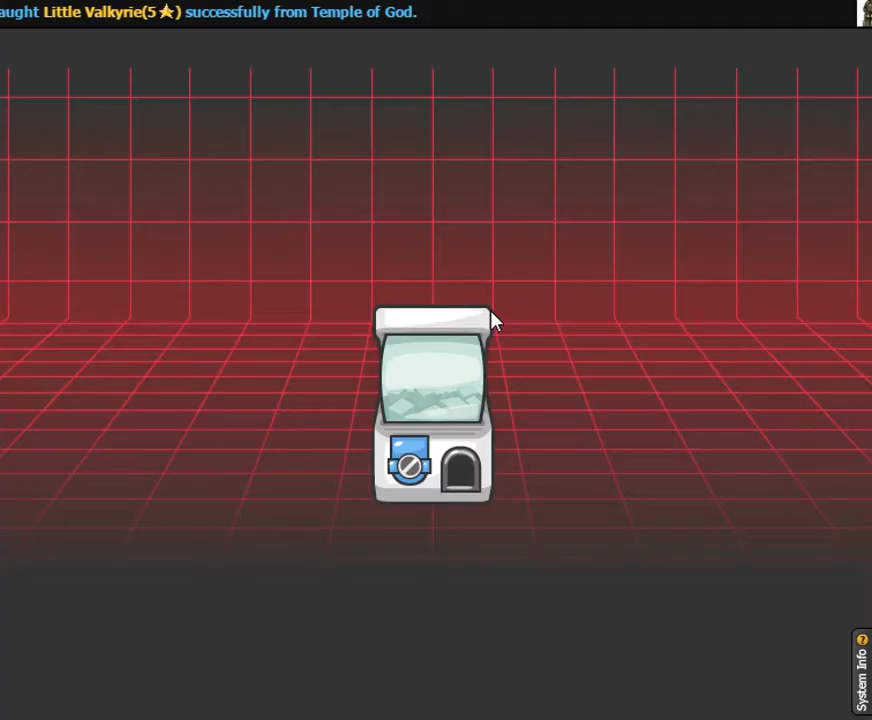 aught Little Valkyrie(5★) successfully from Temple of God.
System Info ?